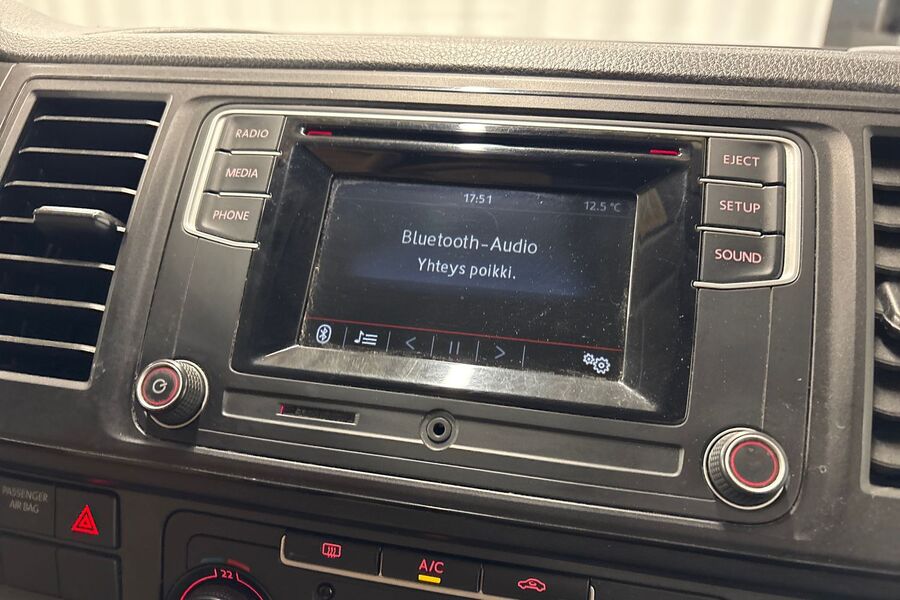 RADIO
MEDIA
PHONE
EJECT
SETUP
SOUND
17:51
12.5 °C
Bluetooth-Audio
Yhteys poikki.
PASSENGER
AIR BAG
22
A/C